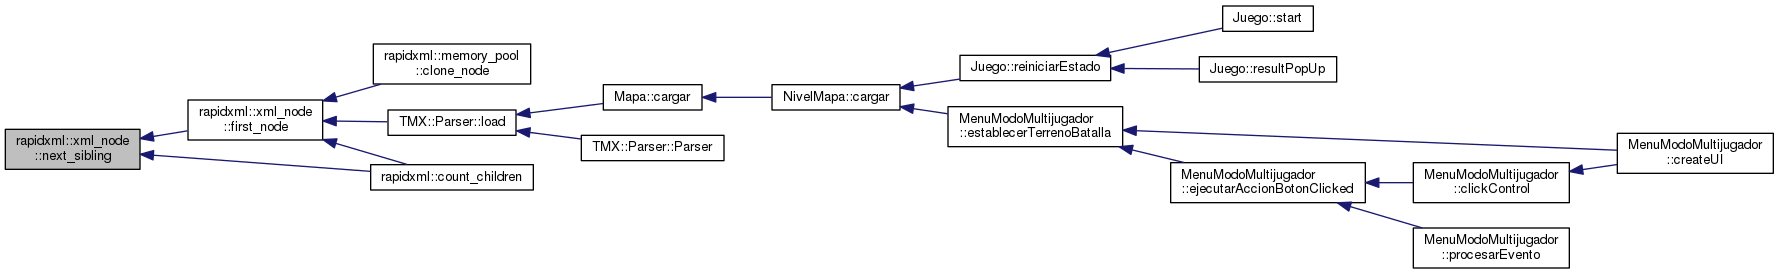 rapidxml::xml_node
::next_sibling
rapidxml::xml_node
::first_node
rapidxml::memory_pool
::clone_node
TMX::Parser::load
rapidxml::count_children
Mapa::cargar
TMX::Parser::Parser
NivelMapa::cargar
Juego::reiniciarEstado
MenuModoMultijugador
::establecerTerrenoBatalla
Juego::start
Juego::resultPopUp
MenuModoMultijugador
::ejecutarAccionBotonClicked
MenuModoMultijugador
::clickControl
MenuModoMultijugador
::procesarEvento
MenuModoMultijugador
::createUI